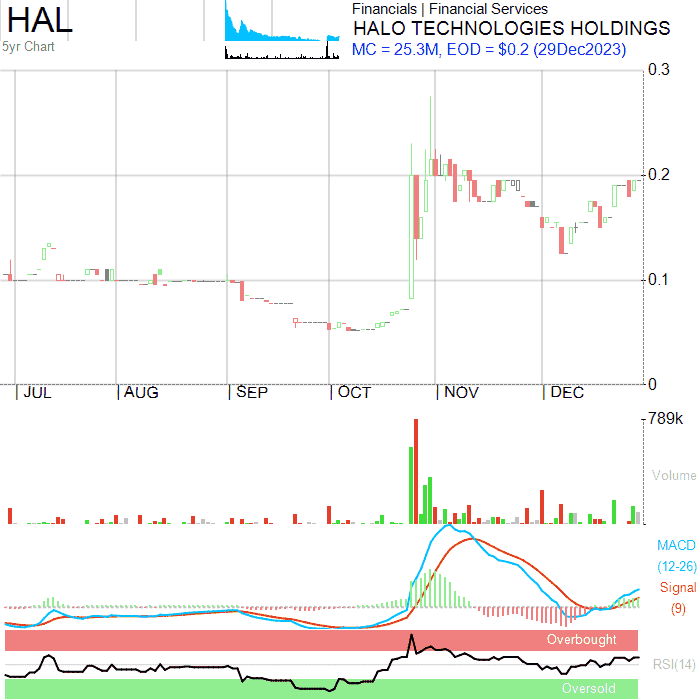 HAL
5yr Chart
Financials | Financial Services
HALO TECHNOLOGIES HOLDINGS
MC = 25.3M, EOD = $0.2 (29Dec2023)
0.3
0.2
0.1
0
JUL AUG SEP OCT NOV DEC
789k
Volume
MACD
(12-26)
Signal
(9)
Overbought
RSI(14)
Oversold